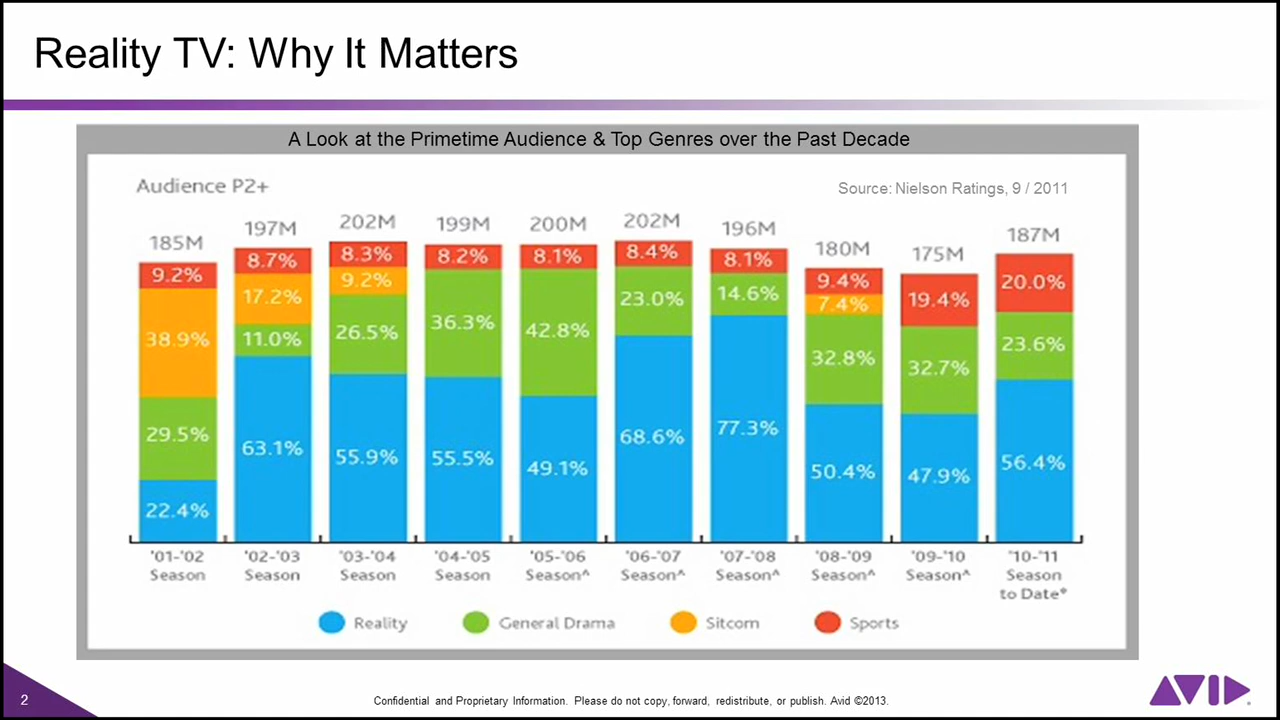 Reality TV: Why It Matters
A Look at the Primetime Audience & Top Genres over the Past Decade
Audience P2+
Source: Nielson Ratings, 9 / 2011
185M 197M 202M 199M 200M 202M 196M 180M 175M 187M
9.2% 8.7% 8.3% 8.2% 8.1% 8.4% 8.1% 9.4% 19.4% 20.0%
38.9% 17.2% 9.2% 7.4%
29.5% 11.0% 26.5% 36.3% 42.8% 23.0% 14.6% 32.8% 32.7% 23.6%
22.4% 63.1% 55.9% 55.5% 49.1% 68.6% 77.3% 50.4% 47.9% 56.4%
'01-'02 '02-'03 '03-'04 '04-'05 '05-'06 '06-'07 '07-'08 '08-'09 '09-'10 '10-'11
Season Season Season Season Season^ Season^ Season^ Season^ Season^ Season
to Date*
Reality General Drama Sitcom Sports
2
Confidential and Proprietary Information. Please do not copy, forward, redistribute, or publish. Avid ©2013.
AVID